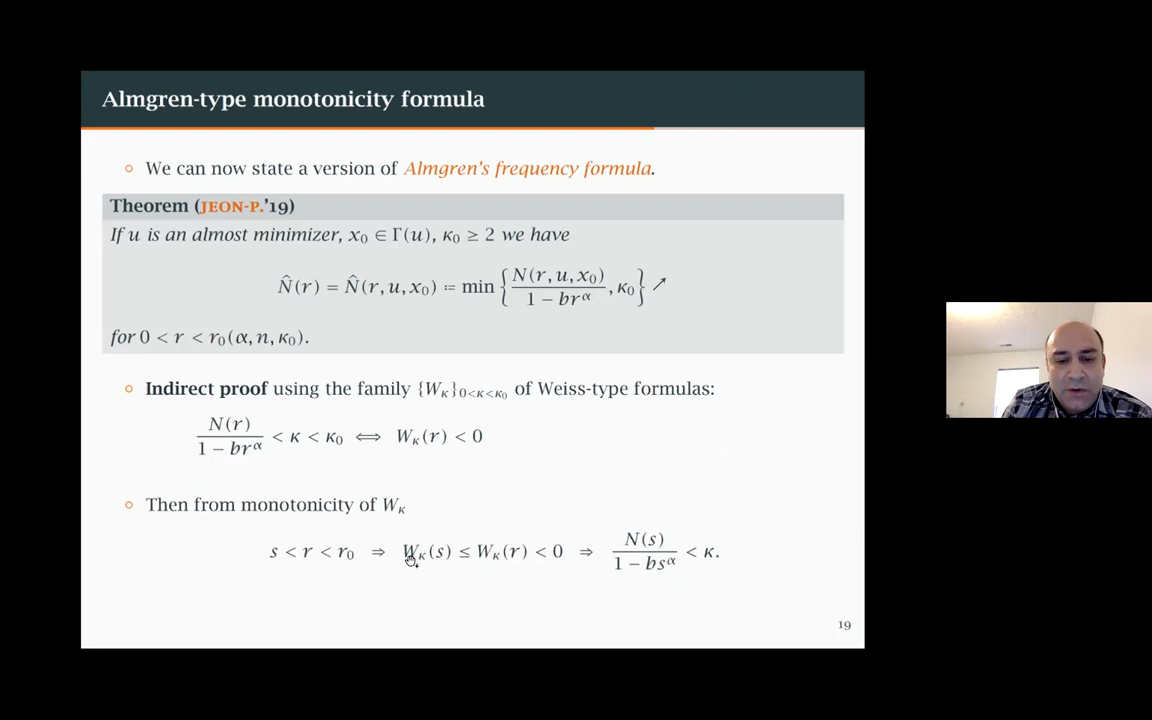 Almgren-type monotonicity formula
We can now state a version of Almgren's frequency formula.
Theorem (JEON-P.'19)
If u is an almost minimizer, x₀ ∈ Γ(u), κ₀ ≥ 2 we have
N̂(r) = N̂(r, u, x₀) ≔ min { N(r, u, x₀) / 1 − brᵅ , κ₀ } ↗
for 0 < r < r₀(α, n, κ₀).
Indirect proof using the family {W_κ}_{0<κ<κ₀} of Weiss-type formulas:
N(r) / 1 − brᵅ < κ < κ₀ ⟺ W_κ(r) < 0
Then from monotonicity of W_κ
s < r < r₀ ⇒ W_κ(s) ≤ W_κ(r) < 0 ⇒ N(s) / 1 − bsᵅ < κ.
19